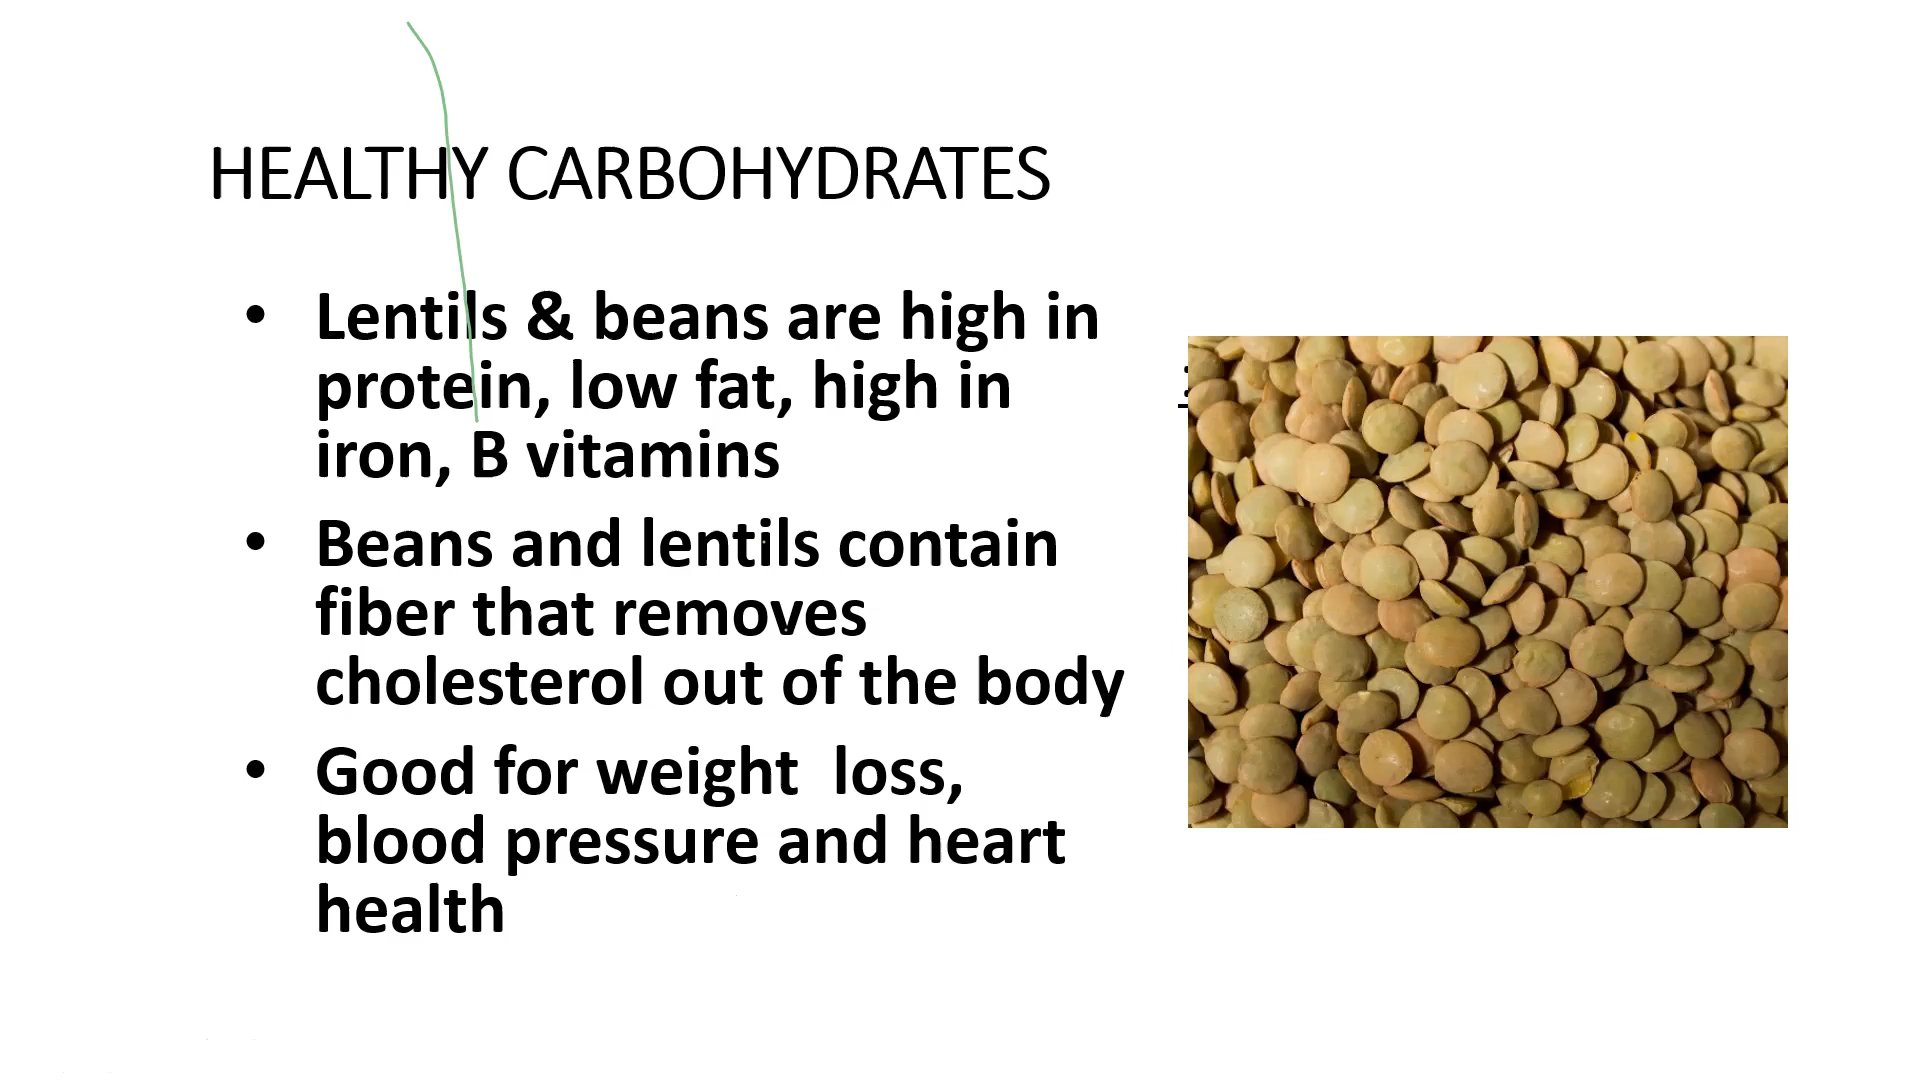 HEALTHY CARBOHYDRATES
• Lentils & beans are high in
protein, low fat, high in
iron, B vitamins
• Beans and lentils contain
fiber that removes
cholesterol out of the body
• Good for weight  loss,
blood pressure and heart
health